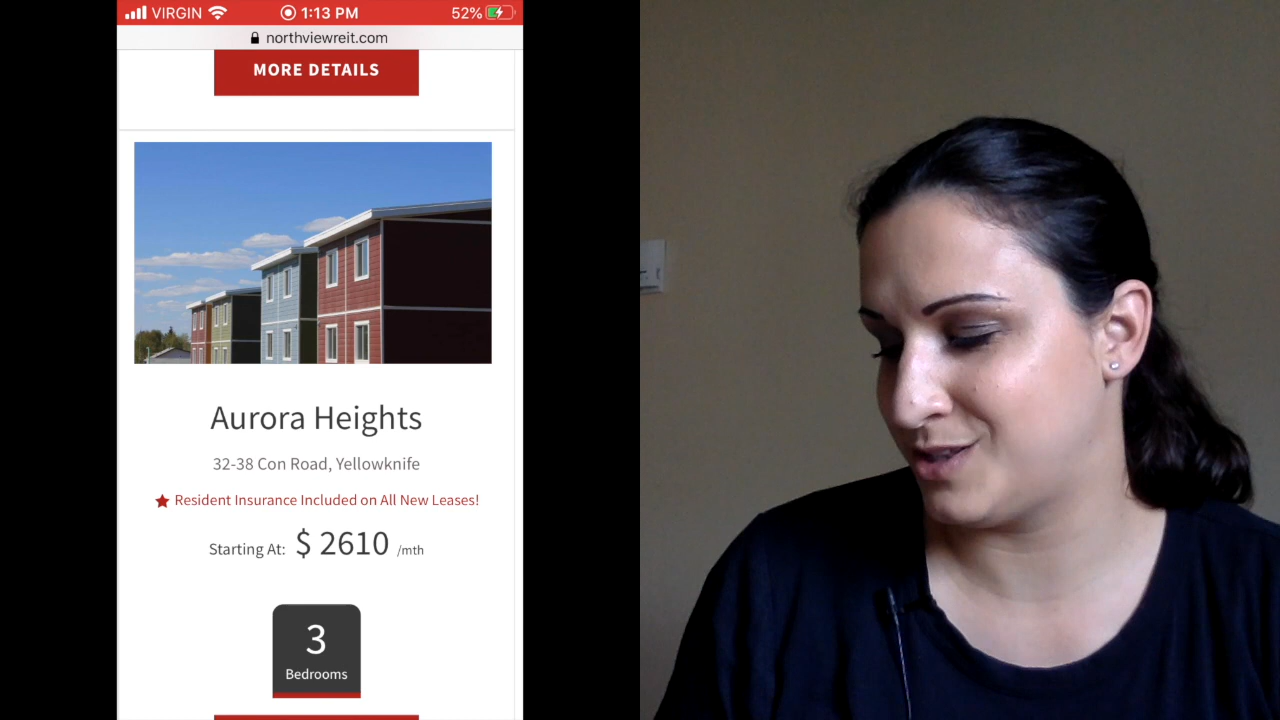 VIRGIN 1:13 PM 52%
northviewreit.com
MORE DETAILS
Aurora Heights
32-38 Con Road, Yellowknife
Resident Insurance Included on All New Leases!
Starting At: $ 2610 /mth
3
Bedrooms